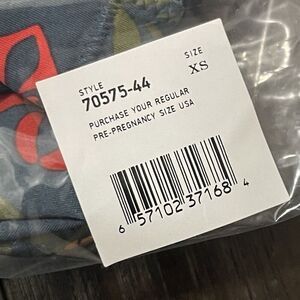 STYLE
70575-44
SIZE
XS
PURCHASE YOUR REGULAR
PRE-PREGNANCY SIZE USA
6 57102 37168 4